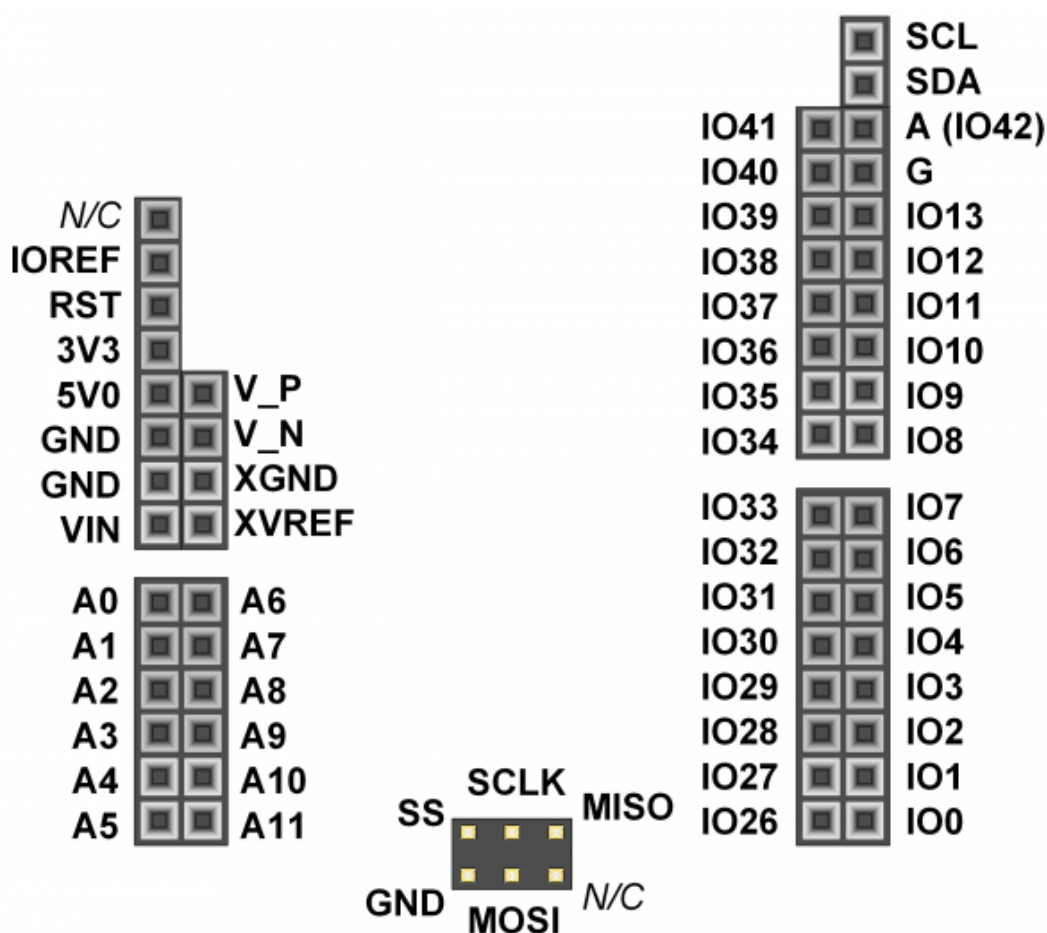 SCL
SDA
IO41 A (IO42)
IO40 G
N/C IO39 IO13
IOREF IO38 IO12
RST IO37 IO11
3V3 IO36 IO10
5V0 V_P IO35 IO9
GND V_N IO34 IO8
GND XGND
VIN XVREF IO33 IO7
IO32 IO6
A0 A6 IO31 IO5
A1 A7 IO30 IO4
A2 A8 IO29 IO3
A3 A9 IO28 IO2
A4 A10 SCLK IO27 IO1
SS MISO
A5 A11 IO26 IO0
GND N/C
MOSI